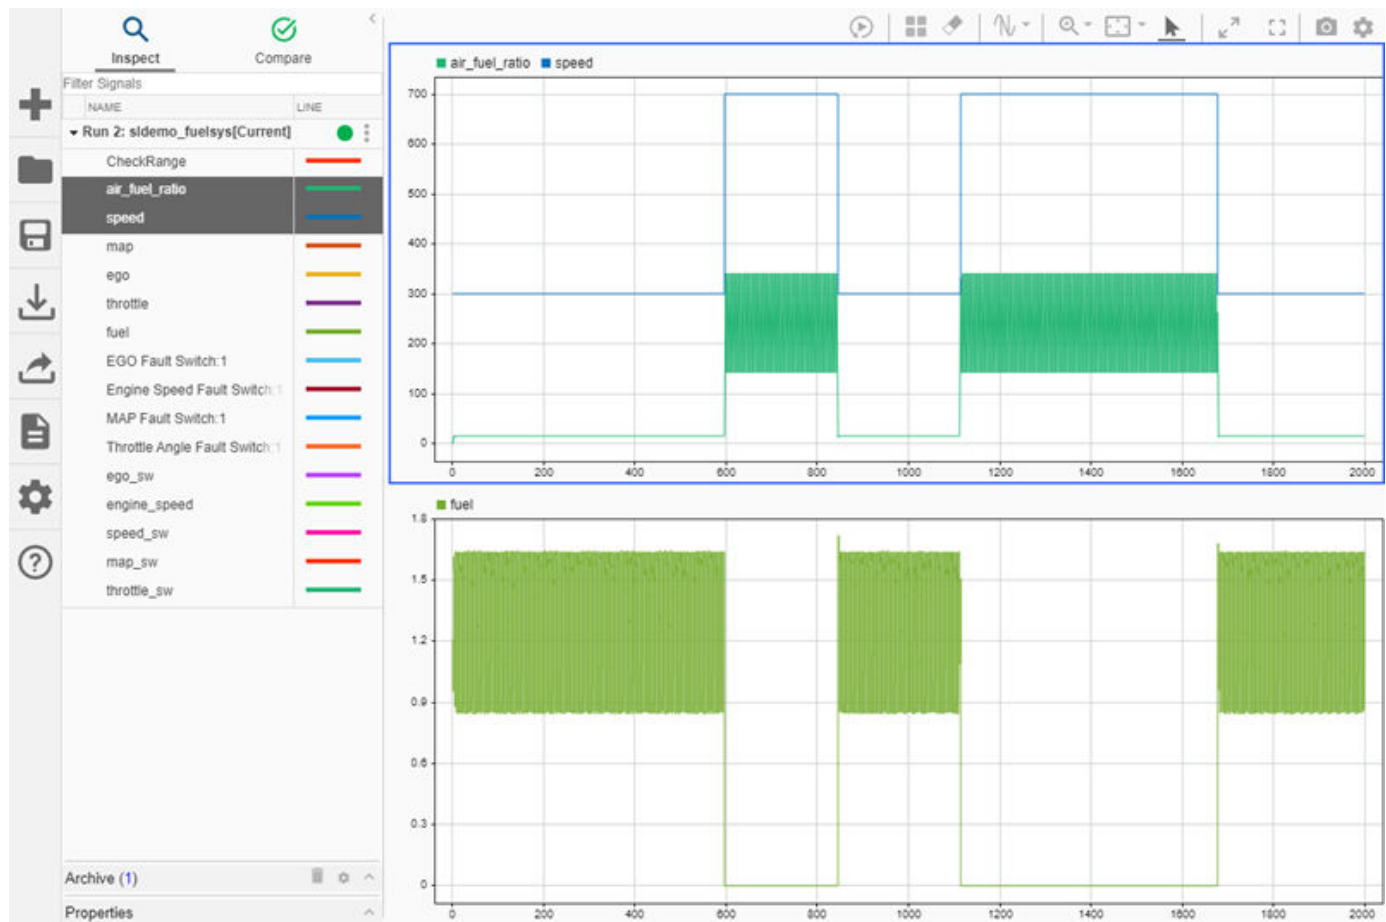 Inspect
Compare
Filter Signals
NAME
LINE
Run 2: sldemo_fuelsys[Current]
CheckRange
air_fuel_ratio
speed
map
ego
throttle
fuel
EGO Fault Switch:1
Engine Speed Fault Switch:1
MAP Fault Switch:1
Throttle Angle Fault Switch:1
ego_sw
engine_speed
speed_sw
map_sw
throttle_sw
Archive (1)
Properties
air_fuel_ratio speed
700
600
500
400
300
200
100
0
0 200 400 600 800 1000 1200 1400 1600 1800 2000
fuel
1.8
1.5
1.2
0.9
0.6
0.3
0
0 200 400 600 800 1000 1200 1400 1600 1800 2000